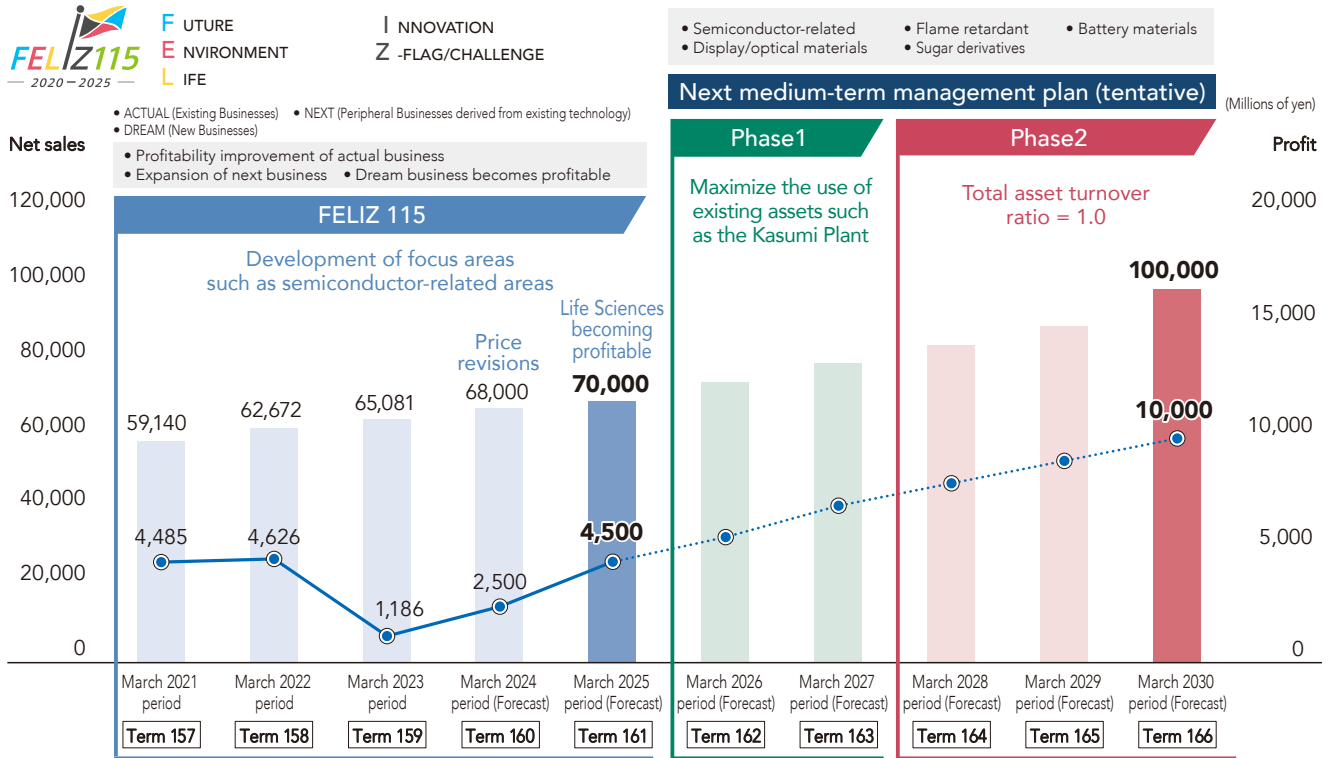 FELIZ115
2020-2025
F UTURE
E NVIRONMENT
L IFE
I NNOVATION
Z -FLAG/CHALLENGE
• Semiconductor-related
• Display/optical materials
• Flame retardant
• Sugar derivatives
• Battery materials
Next medium-term management plan (tentative)
(Millions of yen)
• ACTUAL (Existing Businesses) • NEXT (Peripheral Businesses derived from existing technology)
• DREAM (New Businesses)
• Profitability improvement of actual business
• Expansion of next business • Dream business becomes profitable
Net sales
Profit
FELIZ 115
Phase1
Phase2
Development of focus areas
such as semiconductor-related areas
Maximize the use of
existing assets such
as the Kasumi Plant
Total asset turnover
ratio = 1.0
Price
revisions
Life Sciences
becoming
profitable
120,000
100,000
80,000
60,000
40,000
20,000
0
59,140
62,672
65,081
68,000
70,000
100,000
4,485
4,626
1,186
2,500
4,500
10,000
20,000
15,000
10,000
5,000
0
March 2021
period
Term 157
March 2022
period
Term 158
March 2023
period
Term 159
March 2024
period (Forecast)
Term 160
March 2025
period (Forecast)
Term 161
March 2026
period (Forecast)
Term 162
March 2027
period (Forecast)
Term 163
March 2028
period (Forecast)
Term 164
March 2029
period (Forecast)
Term 165
March 2030
period (Forecast)
Term 166